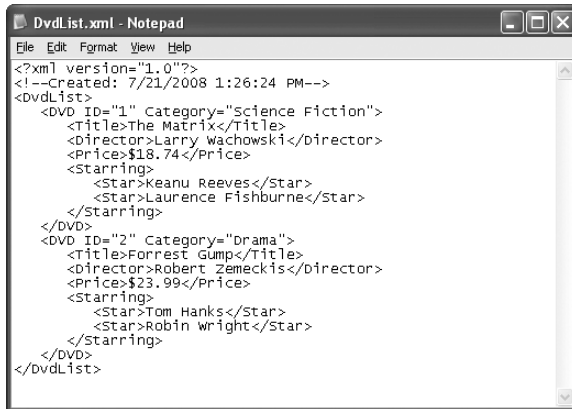 DvdList.xml - Notepad
File Edit Format View Help
<?xml version="1.0"?>
<!--Created: 7/21/2008 1:26:24 PM-->
<DvdList>
   <DVD ID="1" Category="Science Fiction">
      <Title>The Matrix</Title>
      <Director>Larry Wachowski</Director>
      <Price>$18.74</Price>
      <Starring>
         <Star>Keanu Reeves</Star>
         <Star>Laurence Fishburne</Star>
      </Starring>
   </DVD>
   <DVD ID="2" Category="Drama">
      <Title>Forrest Gump</Title>
      <Director>Robert Zemeckis</Director>
      <Price>$23.99</Price>
      <Starring>
         <Star>Tom Hanks</Star>
         <Star>Robin Wright</Star>
      </Starring>
   </DVD>
</DvdList>